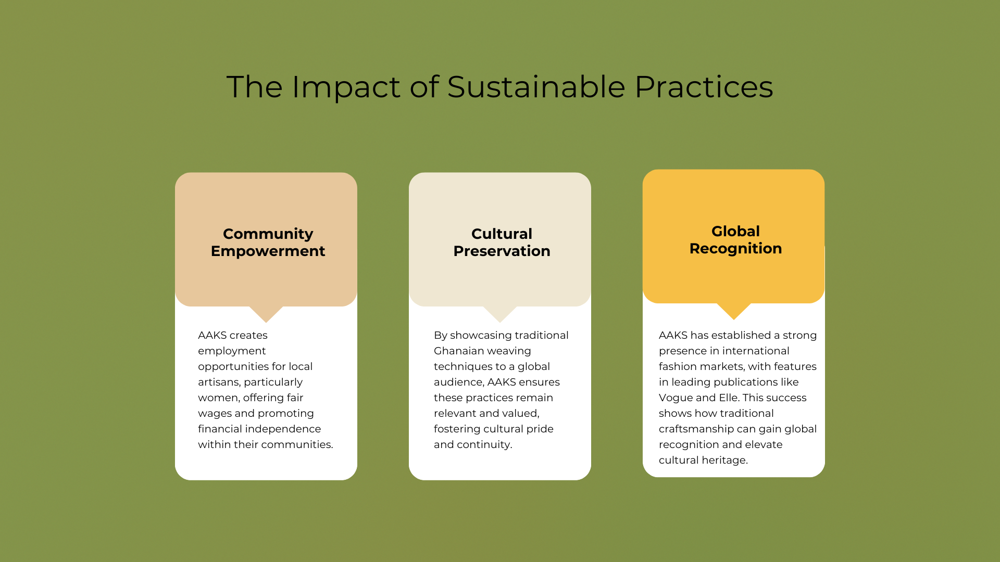 The Impact of Sustainable Practices
Community
Empowerment
AAKS creates
employment
opportunities for local
artisans, particularly
women, offering fair
wages and promoting
financial independence
within their communities.
Cultural
Preservation
By showcasing traditional
Ghanaian weaving
techniques to a global
audience, AAKS ensures
these practices remain
relevant and valued,
fostering cultural pride
and continuity.
Global
Recognition
AAKS has established a strong
presence in international
fashion markets, with features
in leading publications like
Vogue and Elle. This success
shows how traditional
craftsmanship can gain global
recognition and elevate
cultural heritage.